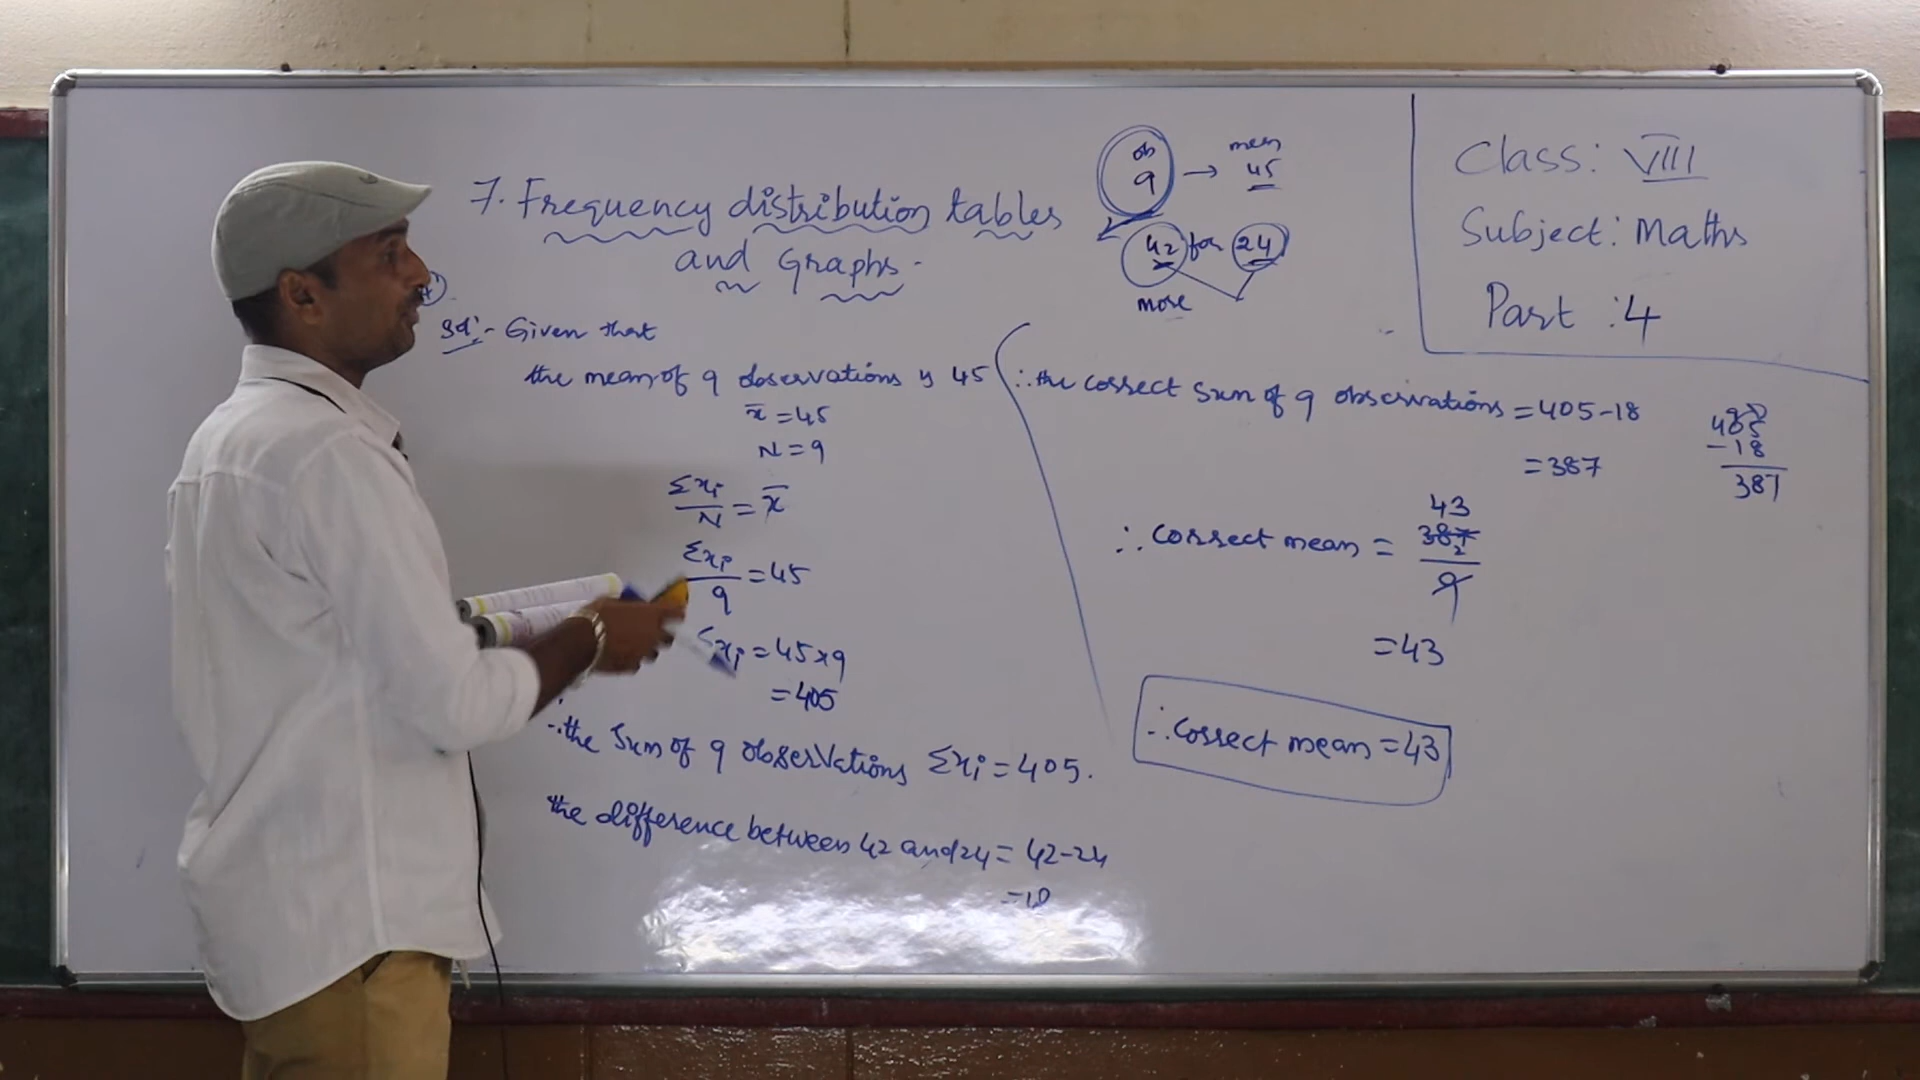 7. Frequency distribution tables
and Graphs.
ob
9 → mean
45
42 for 24
more
Class: VIII
Subject: Maths
Part : 4
Sol:- Given that
the mean of 9 observations is 45
x̄ = 45
N = 9
Σxi/N = x̄
Σxi/9 = 45
Σxi = 45×9
= 405
∴ the sum of 9 observations Σxi = 405.
the difference between 42 and 24 = 42-24
= 18
∴ the correct sum of 9 observations = 405-18
= 387
405
-18
387
∴ correct mean = 387/9
43
2
= 43
∴ correct mean = 43